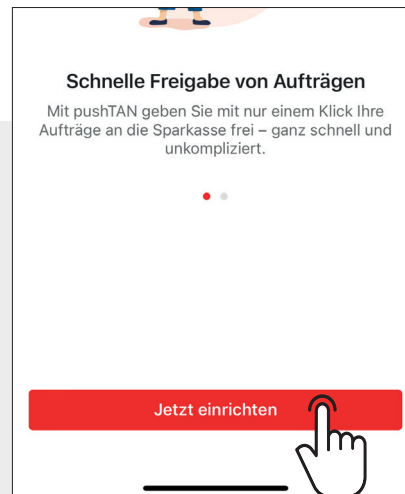 Schnelle Freigabe von Aufträgen
Mit pushTAN geben Sie mit nur einem Klick Ihre
Aufträge an die Sparkasse frei – ganz schnell und
unkompliziert.
Jetzt einrichten